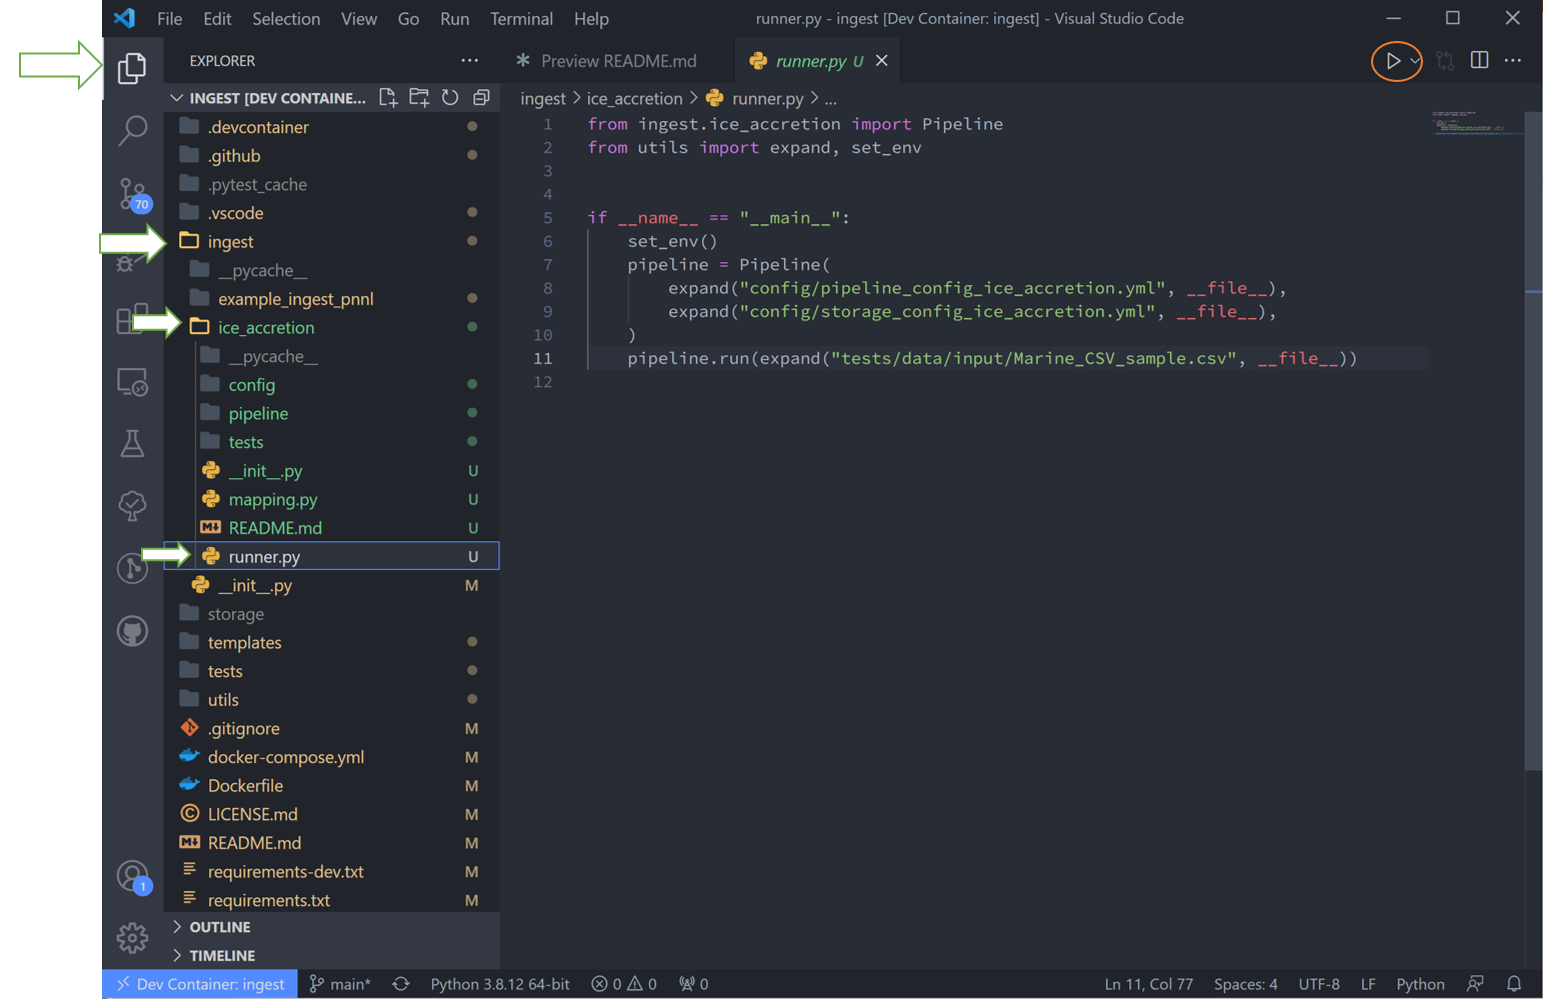 File Edit Selection View Go Run Terminal Help
runner.py - ingest [Dev Container: ingest] - Visual Studio Code
EXPLORER
Preview README.md
runner.py U
INGEST [DEV CONTAINE...
ingest > ice_accretion > runner.py > ...
.devcontainer
.github
.pytest_cache
70
.vscode
ingest
__pycache__
example_ingest_pnnl
ice_accretion
__pycache__
config
pipeline
tests
__init__.py U
mapping.py U
README.md U
runner.py U
__init__.py M
storage
templates
tests
utils
.gitignore M
docker-compose.yml M
Dockerfile M
LICENSE.md M
README.md M
requirements-dev.txt M
requirements.txt M
1
OUTLINE
TIMELINE
1 from ingest.ice_accretion import Pipeline
2 from utils import expand, set_env
3
4
5 if __name__ == "__main__":
6 set_env()
7 pipeline = Pipeline(
8 expand("config/pipeline_config_ice_accretion.yml", __file__),
9 expand("config/storage_config_ice_accretion.yml", __file__),
10 )
11 pipeline.run(expand("tests/data/input/Marine_CSV_sample.csv", __file__))
12
Dev Container: ingest main* Python 3.8.12 64-bit 0 0 0 Ln 11, Col 77 Spaces: 4 UTF-8 LF Python